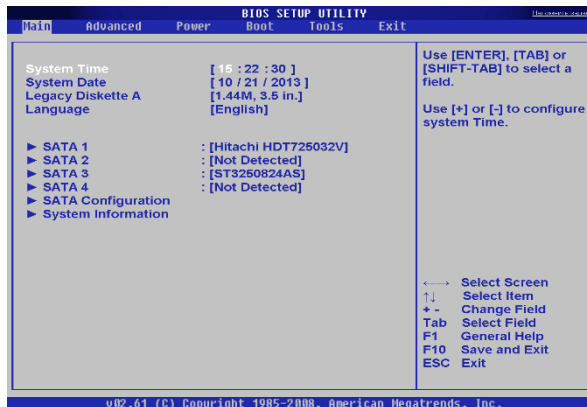 BIOS SETUP UTILITY
Main Advanced Power Boot Tools Exit
System Time [ 15 : 22 : 30 ]
System Date [ 10 / 21 / 2013 ]
Legacy Diskette A [1.44M, 3.5 in.]
Language [English]
► SATA 1 : [Hitachi HDT725032V]
► SATA 2 : [Not Detected]
► SATA 3 : [ST3250824AS]
► SATA 4 : [Not Detected]
► SATA Configuration
► System Information
Use [ENTER], [TAB] or
[SHIFT-TAB] to select a
field.
Use [+] or [-] to configure
system Time.
←→ Select Screen
↑↓ Select Item
+ - Change Field
Tab Select Field
F1 General Help
F10 Save and Exit
ESC Exit
v02.61 (C) Copyright 1985-2008, American Megatrends, Inc.